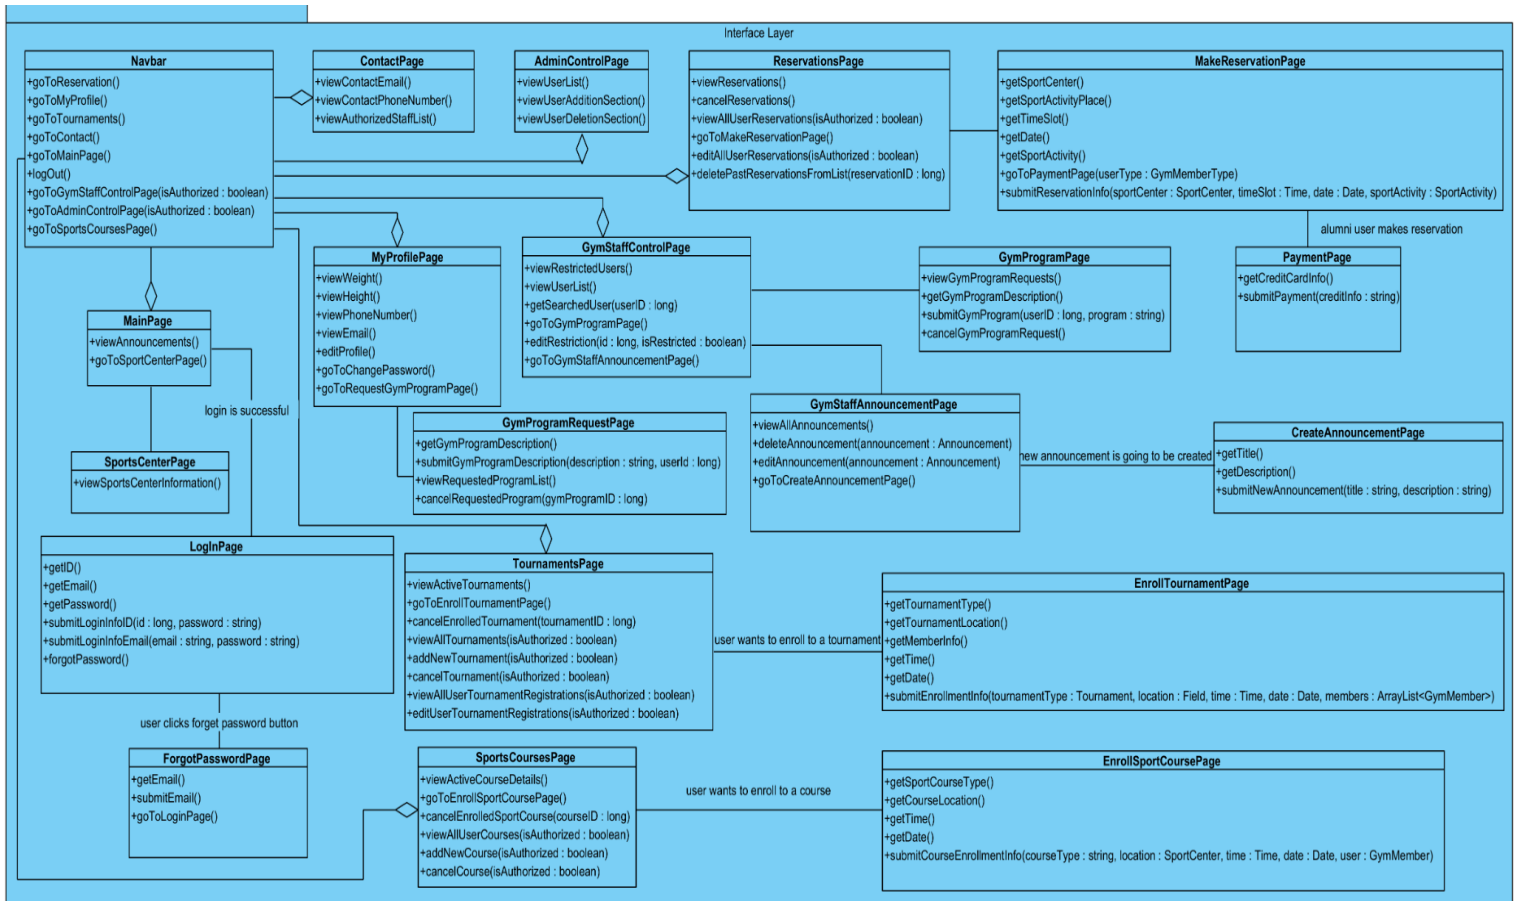 Interface Layer
Navbar
+goToReservation()
+goToMyProfile()
+goToTournaments()
+goToContact()
+goToMainPage()
+logOut()
+goToGymStaffControlPage(isAuthorized : boolean)
+goToAdminControlPage(isAuthorized : boolean)
+goToSportsCoursesPage()
ContactPage
+viewContactEmail()
+viewContactPhoneNumber()
+viewAuthorizedStaffList()
AdminControlPage
+viewUserList()
+viewUserAdditionSection()
+viewUserDeletionSection()
ReservationsPage
+viewReservations()
+cancelReservations()
+viewAllUserReservations(isAuthorized : boolean)
+goToMakeReservationPage()
+editAllUserReservations(isAuthorized : boolean)
+deletePastReservationsFromList(reservationID : long)
MakeReservationPage
+getSportCenter()
+getSportActivityPlace()
+getTimeSlot()
+getDate()
+getSportActivity()
+goToPaymentPage(userType : GymMemberType)
+submitReservationInfo(sportCenter : SportCenter, timeSlot : Time, date : Date, sportActivity : SportActivity)
alumni user makes reservation
MyProfilePage
+viewWeight()
+viewHeight()
+viewPhoneNumber()
+viewEmail()
+editProfile()
+goToChangePassword()
+goToRequestGymProgramPage()
GymStaffControlPage
+viewRestrictedUsers()
+viewUserList()
+getSearchedUser(userID : long)
+goToGymProgramPage()
+editRestriction(id : long, isRestricted : boolean)
+goToGymStaffAnnouncementPage()
GymProgramPage
+viewGymProgramRequests()
+getGymProgramDescription()
+submitGymProgram(userID : long, program : string)
+cancelGymProgramRequest()
PaymentPage
+getCreditCardInfo()
+submitPayment(creditInfo : string)
MainPage
+viewAnnouncements()
+goToSportCenterPage()
login is successful
GymProgramRequestPage
+getGymProgramDescription()
+submitGymProgramDescription(description : string, userId : long)
+viewRequestedProgramList()
+cancelRequestedProgram(gymProgramID : long)
GymStaffAnnouncementPage
+viewAllAnnouncements()
+deleteAnnouncement(announcement : Announcement)
+editAnnouncement(announcement : Announcement)
+goToCreateAnnouncementPage()
new announcement is going to be created
CreateAnnouncementPage
+getTitle()
+getDescription()
+submitNewAnnouncement(title : string, description : string)
SportsCenterPage
+viewSportsCenterInformation()
LogInPage
+getID()
+getEmail()
+getPassword()
+submitLoginInfoID(id : long, password : string)
+submitLoginInfoEmail(email : string, password : string)
+forgotPassword()
TournamentsPage
+viewActiveTournaments()
+goToEnrollTournamentPage()
+cancelEnrolledTournament(tournamentID : long)
+viewAllTournaments(isAuthorized : boolean)
+addNewTournament(isAuthorized : boolean)
+cancelTournament(isAuthorized : boolean)
+viewAllUserTournamentRegistrations(isAuthorized : boolean)
+editUserTournamentRegistrations(isAuthorized : boolean)
user wants to enroll to a tournament
EnrollTournamentPage
+getTournamentType()
+getTournamentLocation()
+getMemberInfo()
+getTime()
+getDate()
+submitEnrollmentInfo(tournamentType : Tournament, location : Field, time : Time, date : Date, members : ArrayList<GymMember>)
user clicks forget password button
ForgotPasswordPage
+getEmail()
+submitEmail()
+goToLoginPage()
SportsCoursesPage
+viewActiveCourseDetails()
+goToEnrollSportCoursePage()
+cancelEnrolledSportCourse(courseID : long)
+viewAllUserCourses(isAuthorized : boolean)
+addNewCourse(isAuthorized : boolean)
+cancelCourse(isAuthorized : boolean)
user wants to enroll to a course
EnrollSportCoursePage
+getSportCourseType()
+getCourseLocation()
+getTime()
+getDate()
+submitCourseEnrollmentInfo(courseType : string, location : SportCenter, time : Time, date : Date, user : GymMember)